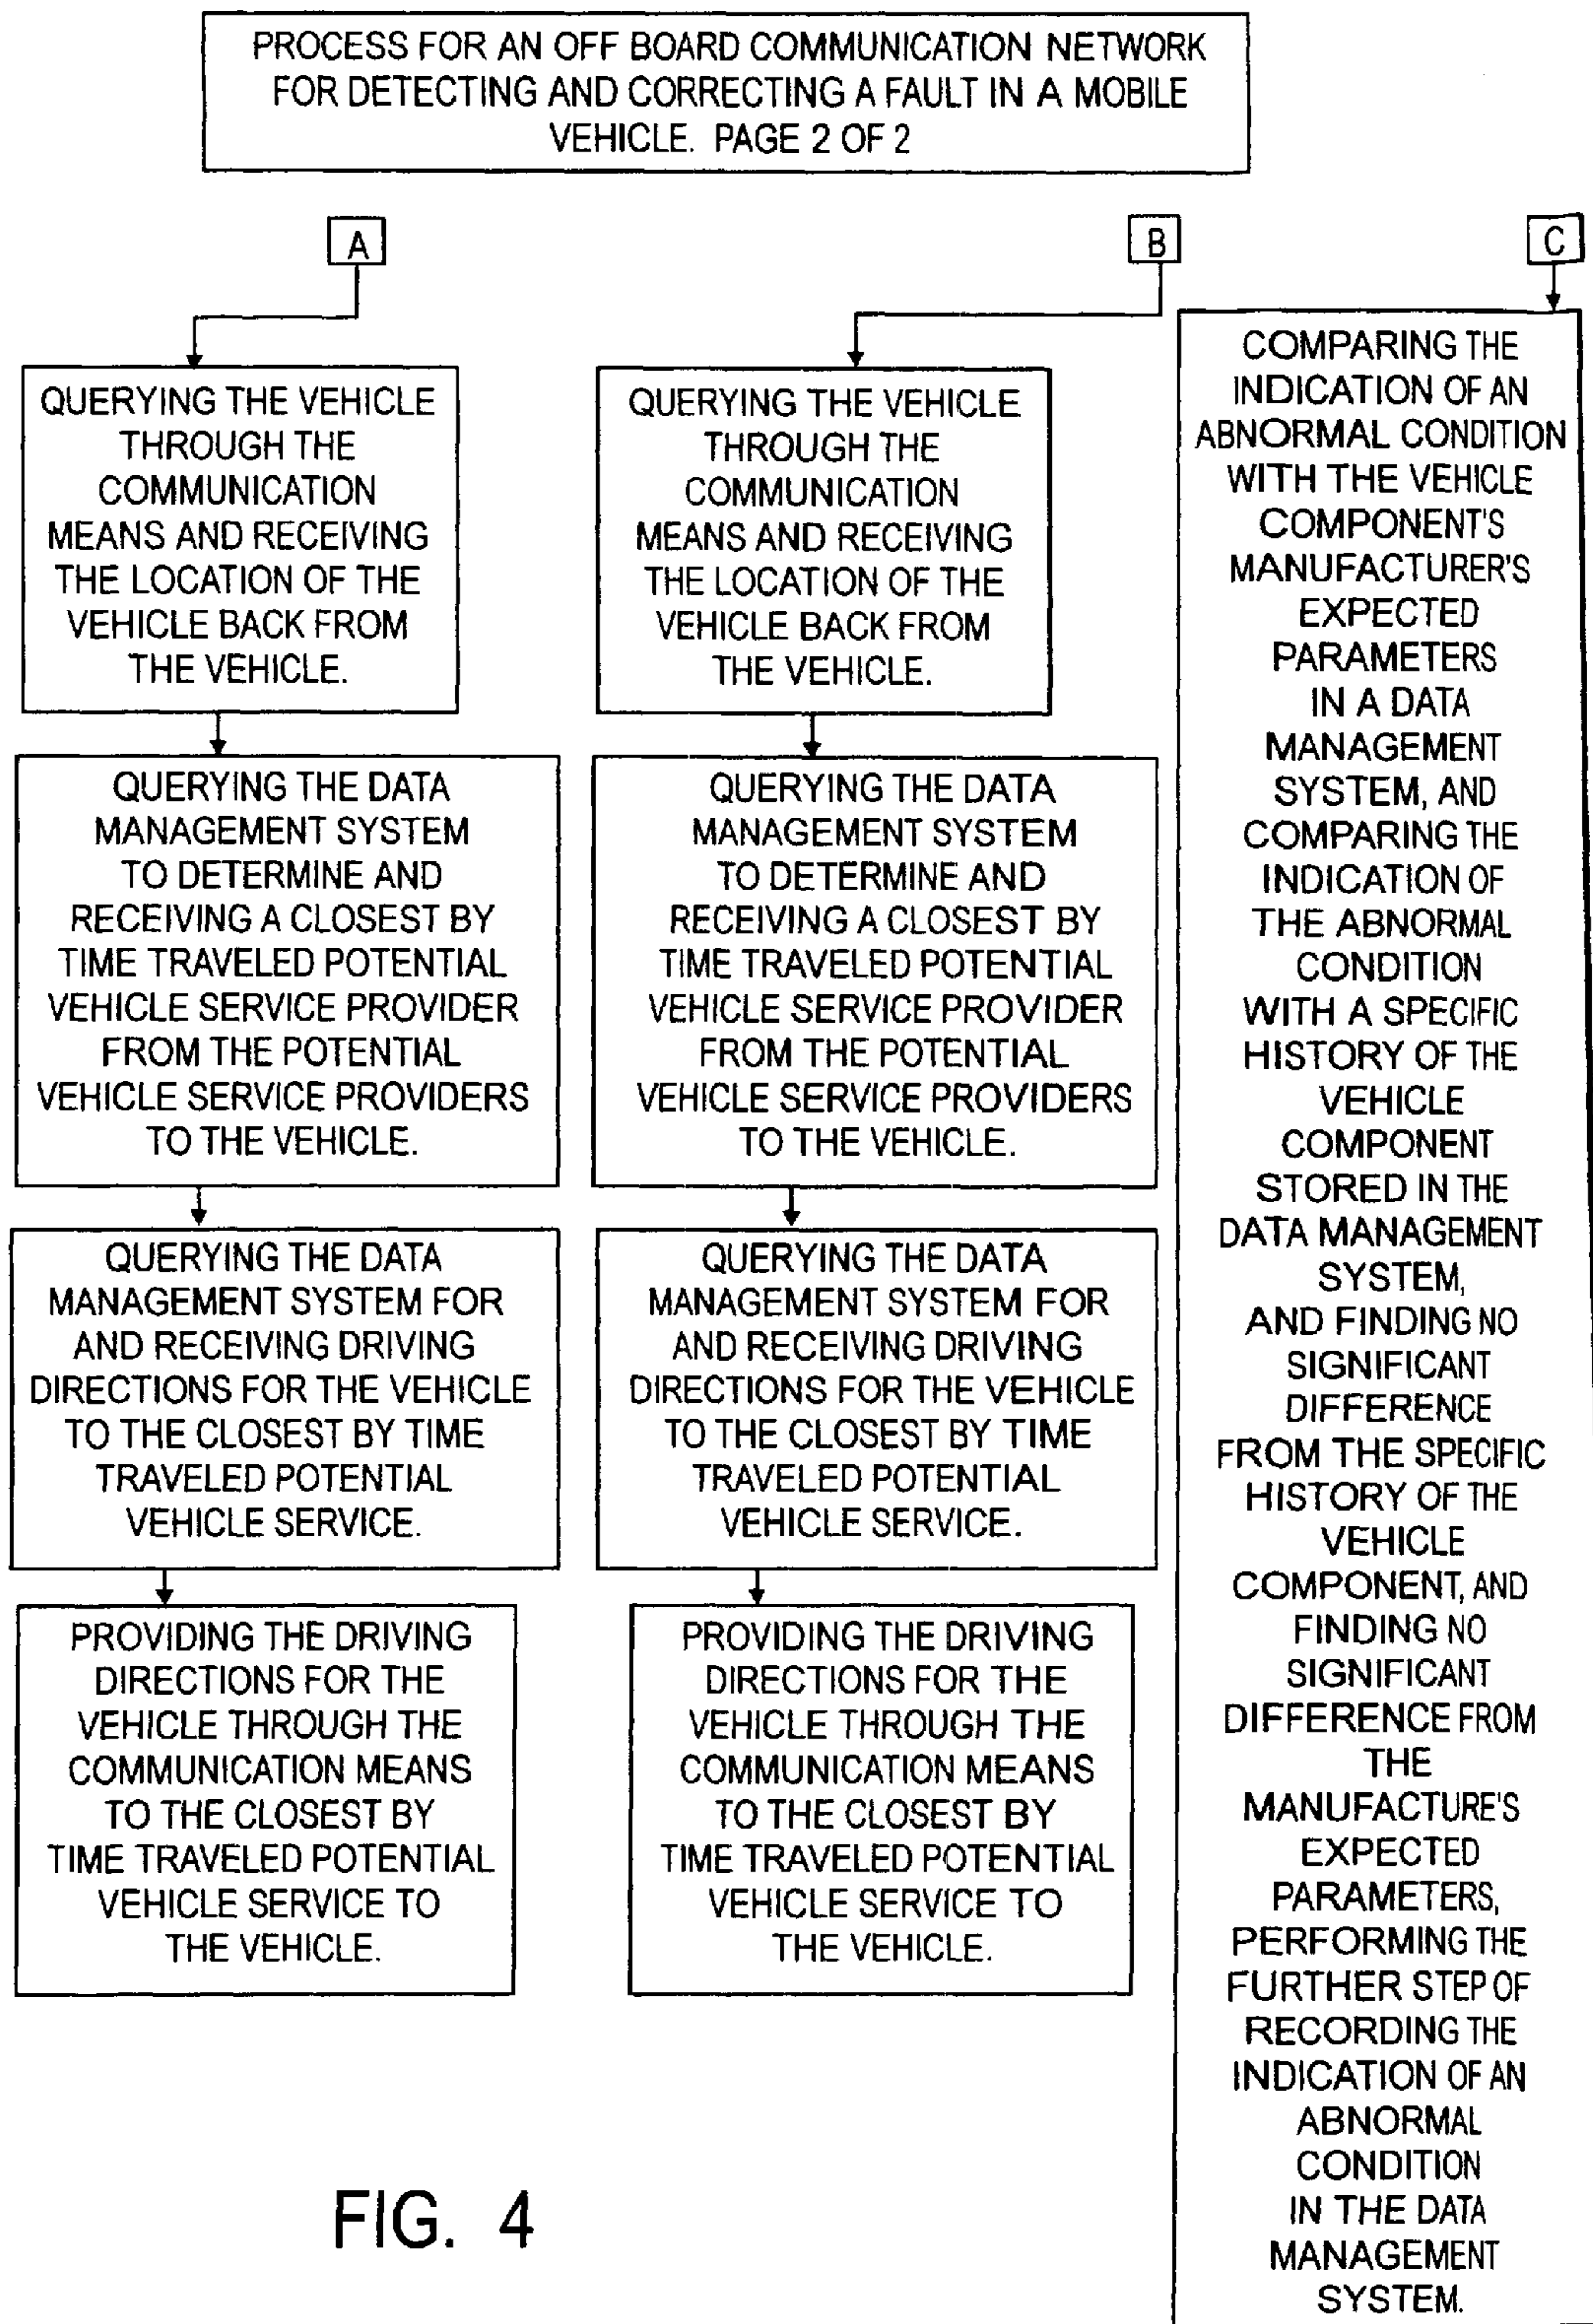 PROCESS FOR AN OFF BOARD COMMUNICATION NETWORK
FOR DETECTING AND CORRECTING A FAULT IN A MOBILE
VEHICLE. PAGE 2 OF 2
A
QUERYING THE VEHICLE
THROUGH THE
COMMUNICATION
MEANS AND RECEIVING
THE LOCATION OF THE
VEHICLE BACK FROM
THE VEHICLE.
QUERYING THE DATA
MANAGEMENT SYSTEM
TO DETERMINE AND
RECEIVING A CLOSEST BY
TIME TRAVELED POTENTIAL
VEHICLE SERVICE PROVIDER
FROM THE POTENTIAL
VEHICLE SERVICE PROVIDERS
TO THE VEHICLE.
QUERYING THE DATA
MANAGEMENT SYSTEM FOR
AND RECEIVING DRIVING
DIRECTIONS FOR THE VEHICLE
TO THE CLOSEST BY TIME
TRAVELED POTENTIAL
VEHICLE SERVICE.
PROVIDING THE DRIVING
DIRECTIONS FOR THE
VEHICLE THROUGH THE
COMMUNICATION MEANS
TO THE CLOSEST BY
TIME TRAVELED POTENTIAL
VEHICLE SERVICE TO
THE VEHICLE.
B
QUERYING THE VEHICLE
THROUGH THE
COMMUNICATION
MEANS AND RECEIVING
THE LOCATION OF THE
VEHICLE BACK FROM
THE VEHICLE.
QUERYING THE DATA
MANAGEMENT SYSTEM
TO DETERMINE AND
RECEIVING A CLOSEST BY
TIME TRAVELED POTENTIAL
VEHICLE SERVICE PROVIDER
FROM THE POTENTIAL
VEHICLE SERVICE PROVIDERS
TO THE VEHICLE.
QUERYING THE DATA
MANAGEMENT SYSTEM FOR
AND RECEIVING DRIVING
DIRECTIONS FOR THE VEHICLE
TO THE CLOSEST BY TIME
TRAVELED POTENTIAL
VEHICLE SERVICE.
PROVIDING THE DRIVING
DIRECTIONS FOR THE
VEHICLE THROUGH THE
COMMUNICATION MEANS
TO THE CLOSEST BY
TIME TRAVELED POTENTIAL
VEHICLE SERVICE TO
THE VEHICLE.
C
COMPARING THE
INDICATION OF AN
ABNORMAL CONDITION
WITH THE VEHICLE
COMPONENT'S
MANUFACTURER'S
EXPECTED
PARAMETERS
IN A DATA
MANAGEMENT
SYSTEM, AND
COMPARING THE
INDICATION OF
THE ABNORMAL
CONDITION
WITH A SPECIFIC
HISTORY OF THE
VEHICLE
COMPONENT
STORED IN THE
DATA MANAGEMENT
SYSTEM,
AND FINDING NO
SIGNIFICANT
DIFFERENCE
FROM THE SPECIFIC
HISTORY OF THE
VEHICLE
COMPONENT, AND
FINDING NO
SIGNIFICANT
DIFFERENCE FROM
THE
MANUFACTURE'S
EXPECTED
PARAMETERS,
PERFORMING THE
FURTHER STEP OF
RECORDING THE
INDICATION OF AN
ABNORMAL
CONDITION
IN THE DATA
MANAGEMENT
SYSTEM.
FIG. 4